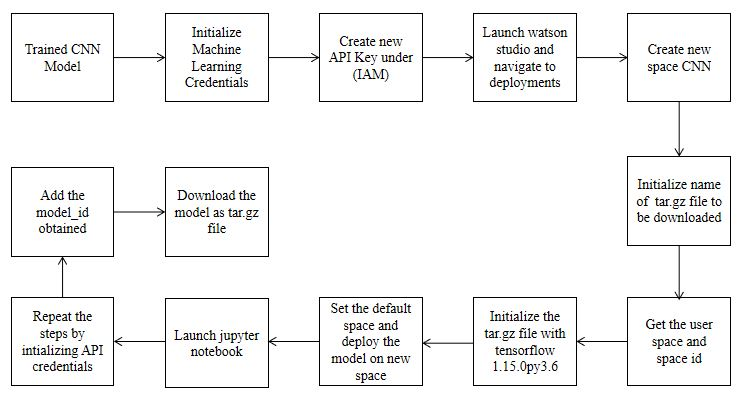 Trained CNN
Model
Initialize
Machine
Learning
Credentials
Create new
API Key under
(IAM)
Launch watson
studio and
navigate to
deployments
Create new
space CNN
Initialize name
of tar.gz file to
be downloaded
Get the user
space and
space id
Initialize the
tar.gz file with
tensorflow
1.15.0py3.6
Set the default
space and
deploy the
model on new
space
Launch jupyter
notebook
Repeat the
steps by
intializing API
credentials
Add the
model_id
obtained
Download the
model as tar.gz
file